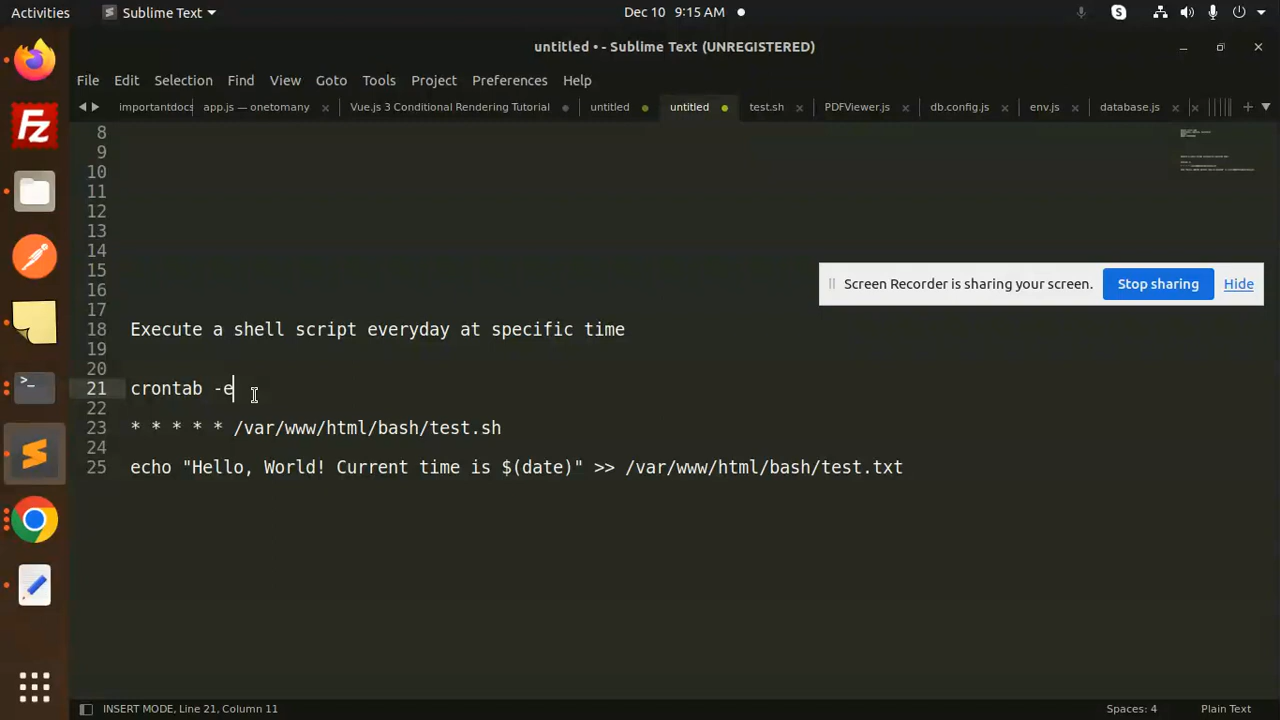 Activities Sublime Text Dec 10 9:15 AM
untitled • - Sublime Text (UNREGISTERED)
File Edit Selection Find View Goto Tools Project Preferences Help
importantdocs app.js — onetomany Vue.js 3 Conditional Rendering Tutorial untitled untitled test.sh PDFViewer.js db.config.js env.js database.js
8
9
10
11
12
13
14
15
Screen Recorder is sharing your screen. Stop sharing Hide
16
17
18 Execute a shell script everyday at specific time
19
20
21 crontab -e
22
23 * * * * * /var/www/html/bash/test.sh
24
25 echo "Hello, World! Current time is $(date)" >> /var/www/html/bash/test.txt
INSERT MODE, Line 21, Column 11 Spaces: 4 Plain Text